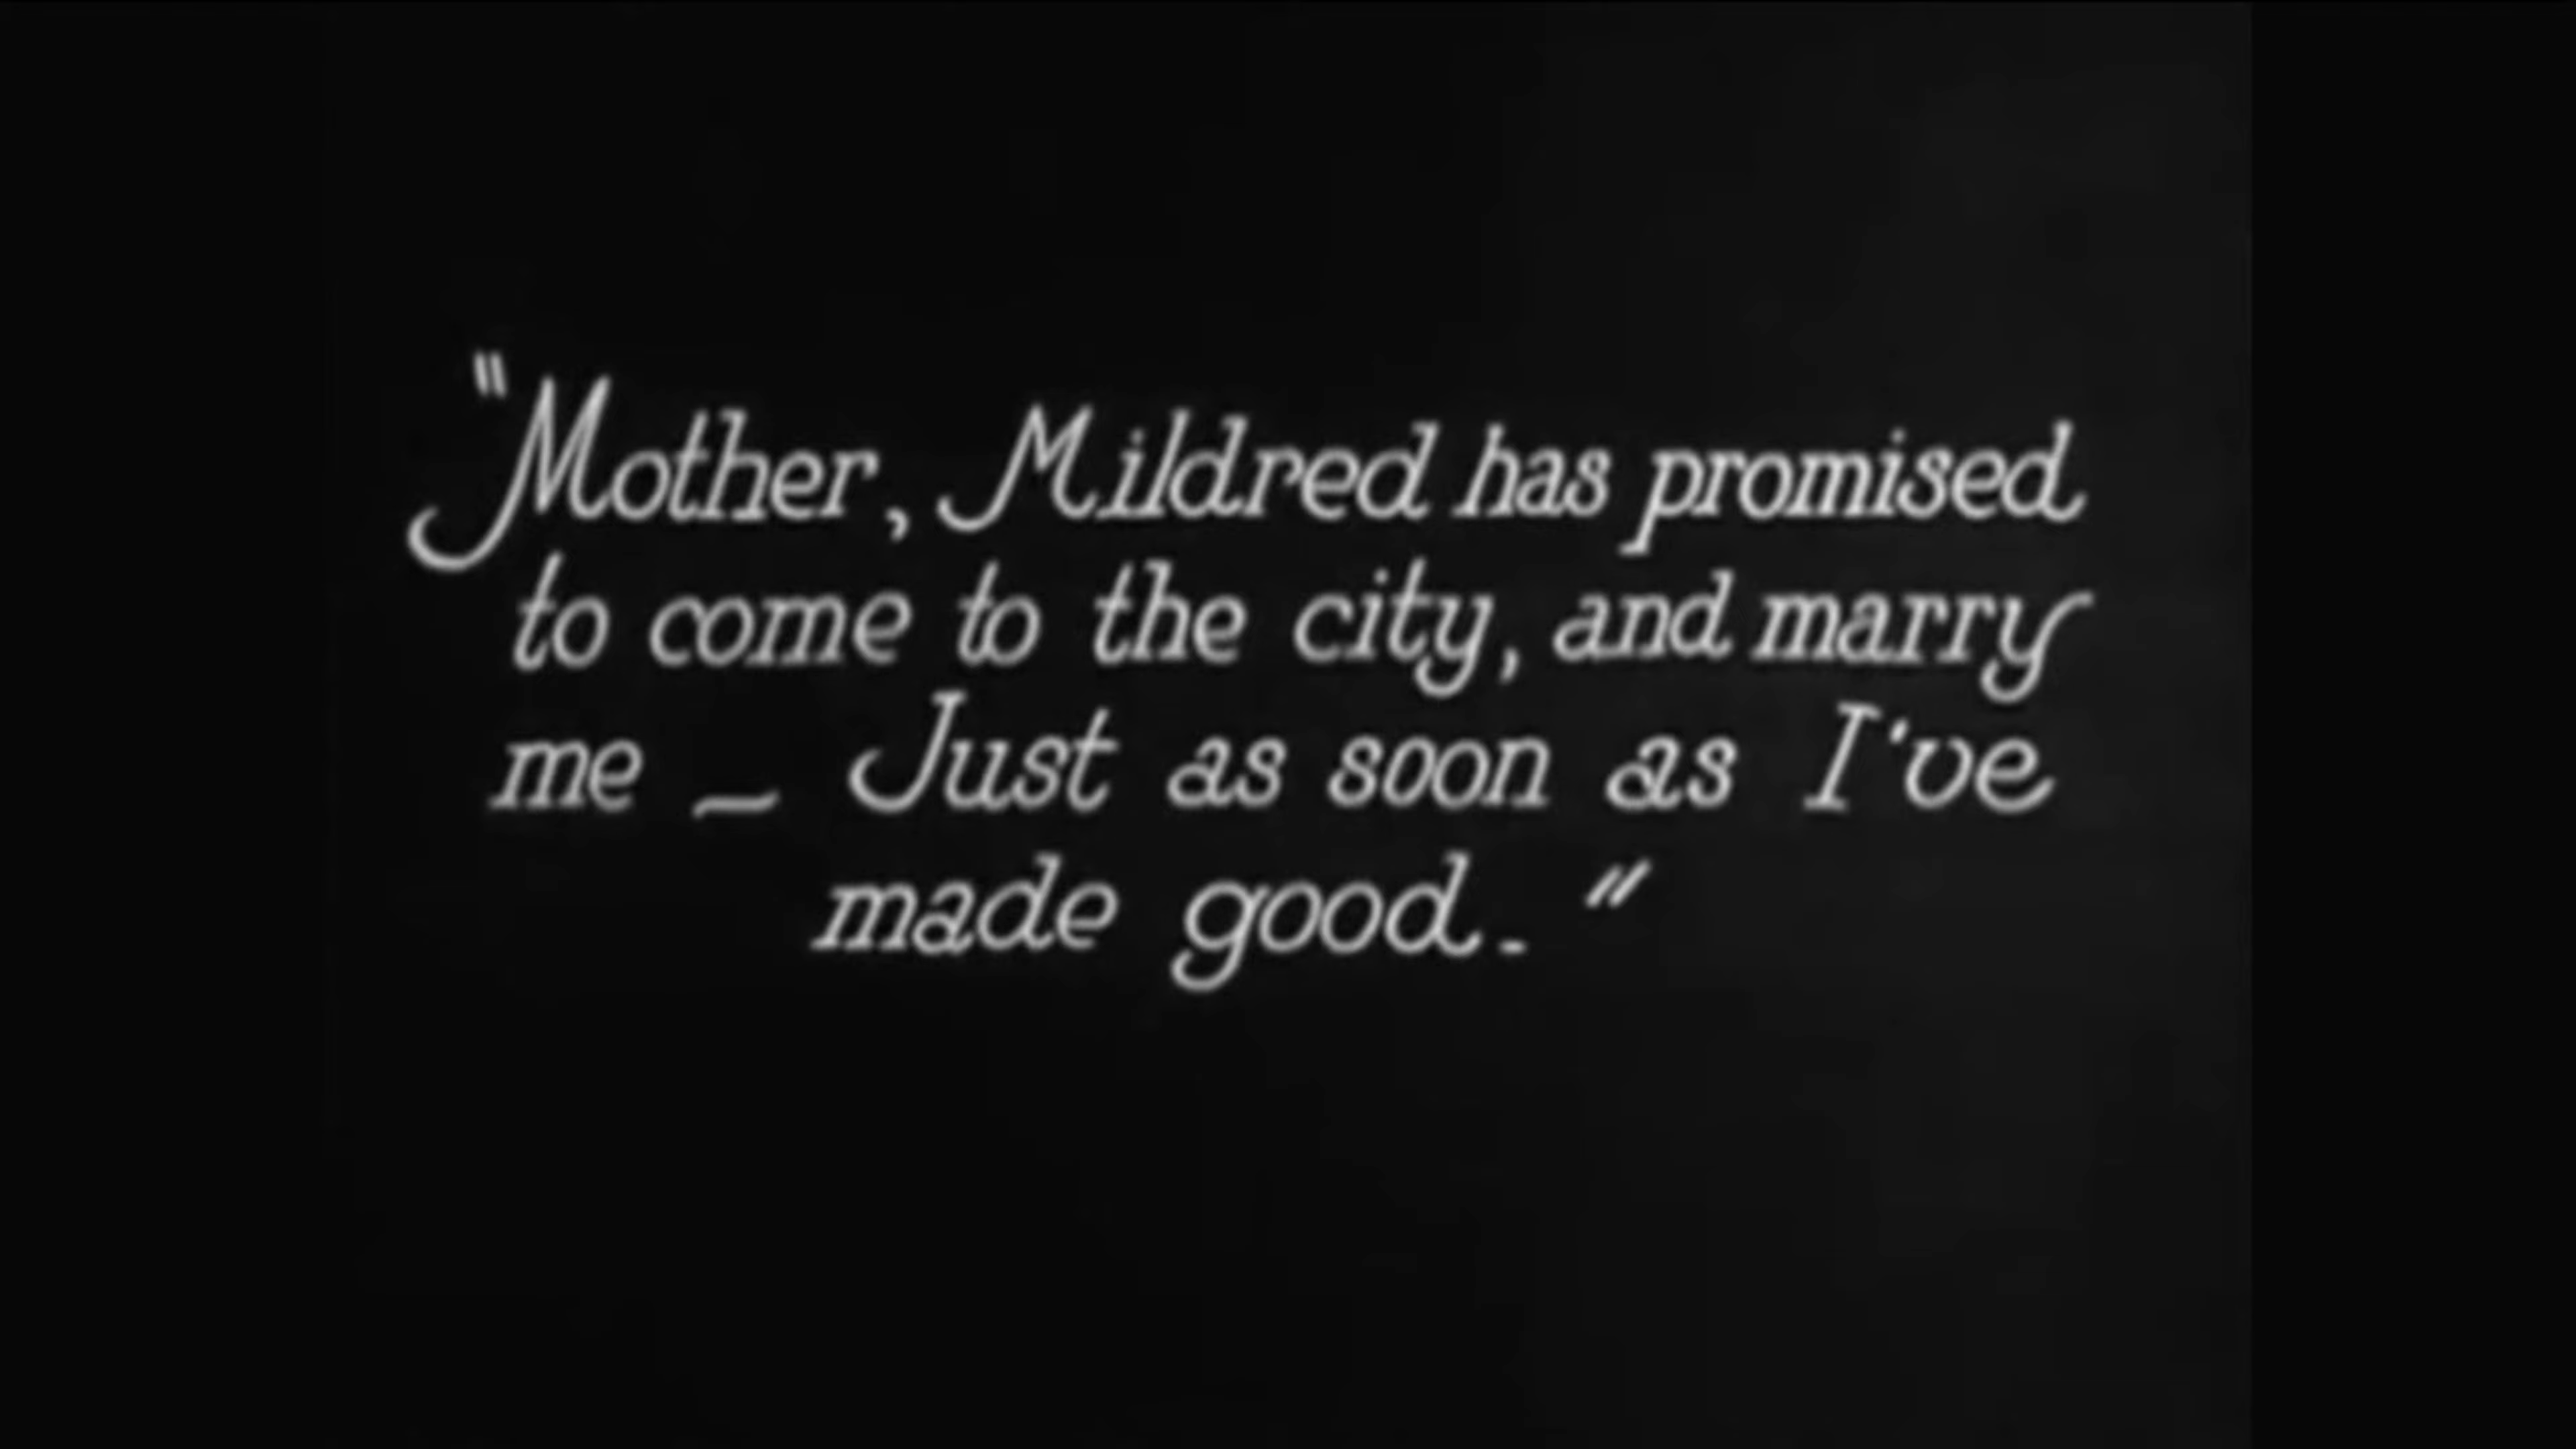 "Mother, Mildred has promised
to come to the city, and marry
me – Just as soon as I've
made good. "